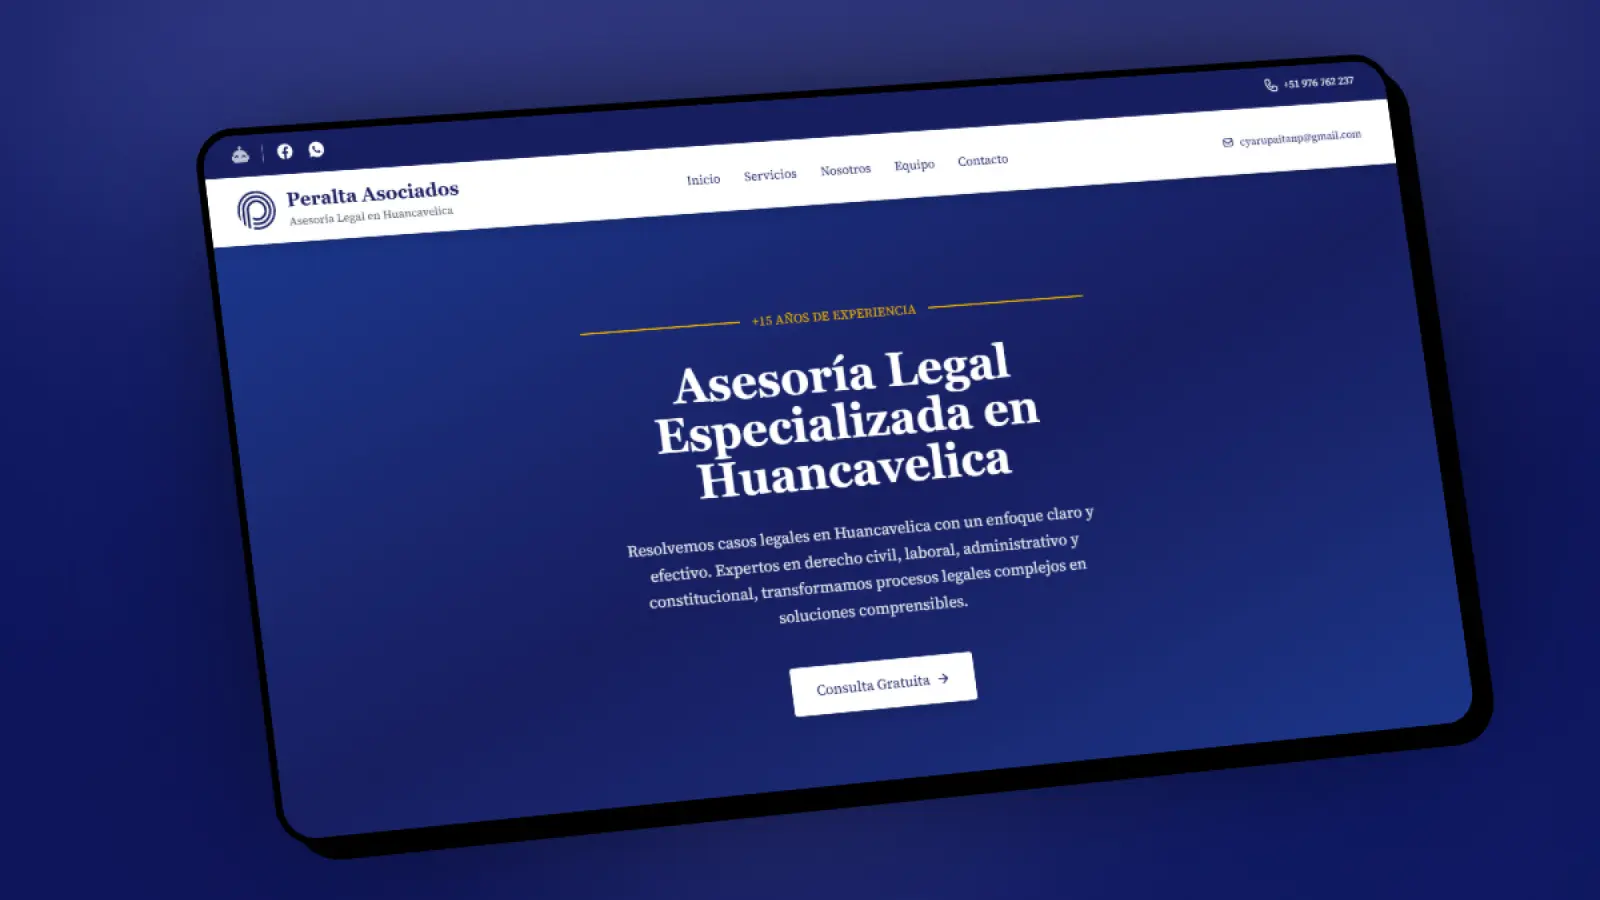 +51 976 762 237
Peralta Asociados
Asesoría Legal en Huancavelica
Inicio Servicios Nosotros Equipo Contacto
cyarupaitanp@gmail.com
+15 AÑOS DE EXPERIENCIA
Asesoría Legal
Especializada en
Huancavelica
Resolvemos casos legales en Huancavelica con un enfoque claro y
efectivo. Expertos en derecho civil, laboral, administrativo y
constitucional, transformamos procesos legales complejos en
soluciones comprensibles.
Consulta Gratuita →